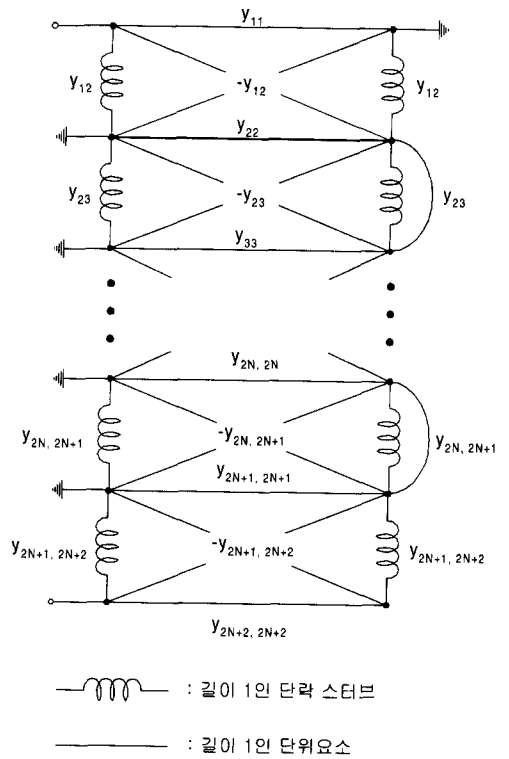 y11
y12
-y12
y12
y22
y23
-y23
y23
y33
y2N, 2N
y2N, 2N+1
-y2N, 2N+1
y2N, 2N+1
y2N+1, 2N+1
y2N+1, 2N+2
-y2N+1, 2N+2
y2N+1, 2N+2
y2N+2, 2N+2
: 길이 1인 단락 스터브
: 길이 1인 단위요소